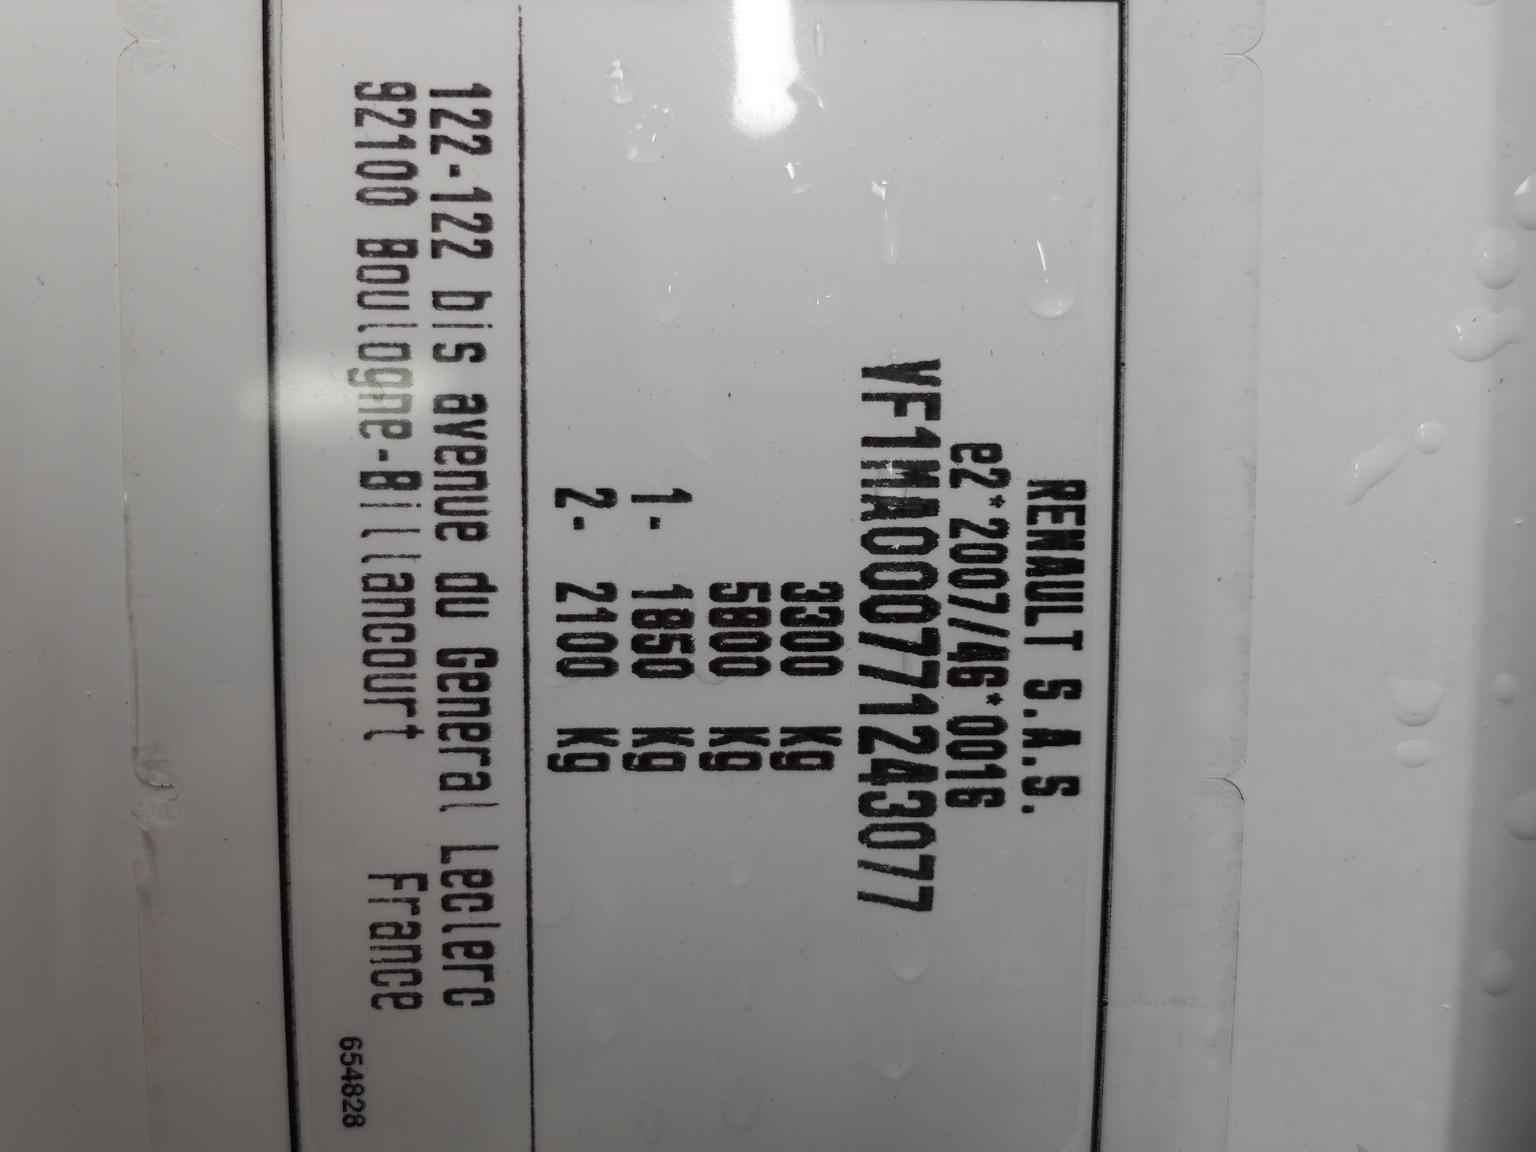 RENAULT S.A.S.
e2*2007/46*0016
VF1MA000771243077
3300 Kg
5800 Kg
1- 1850 Kg
2- 2100 Kg
122-122 bis avenue du General Leclerc
92100 Boulogne-Billancourt France
654828